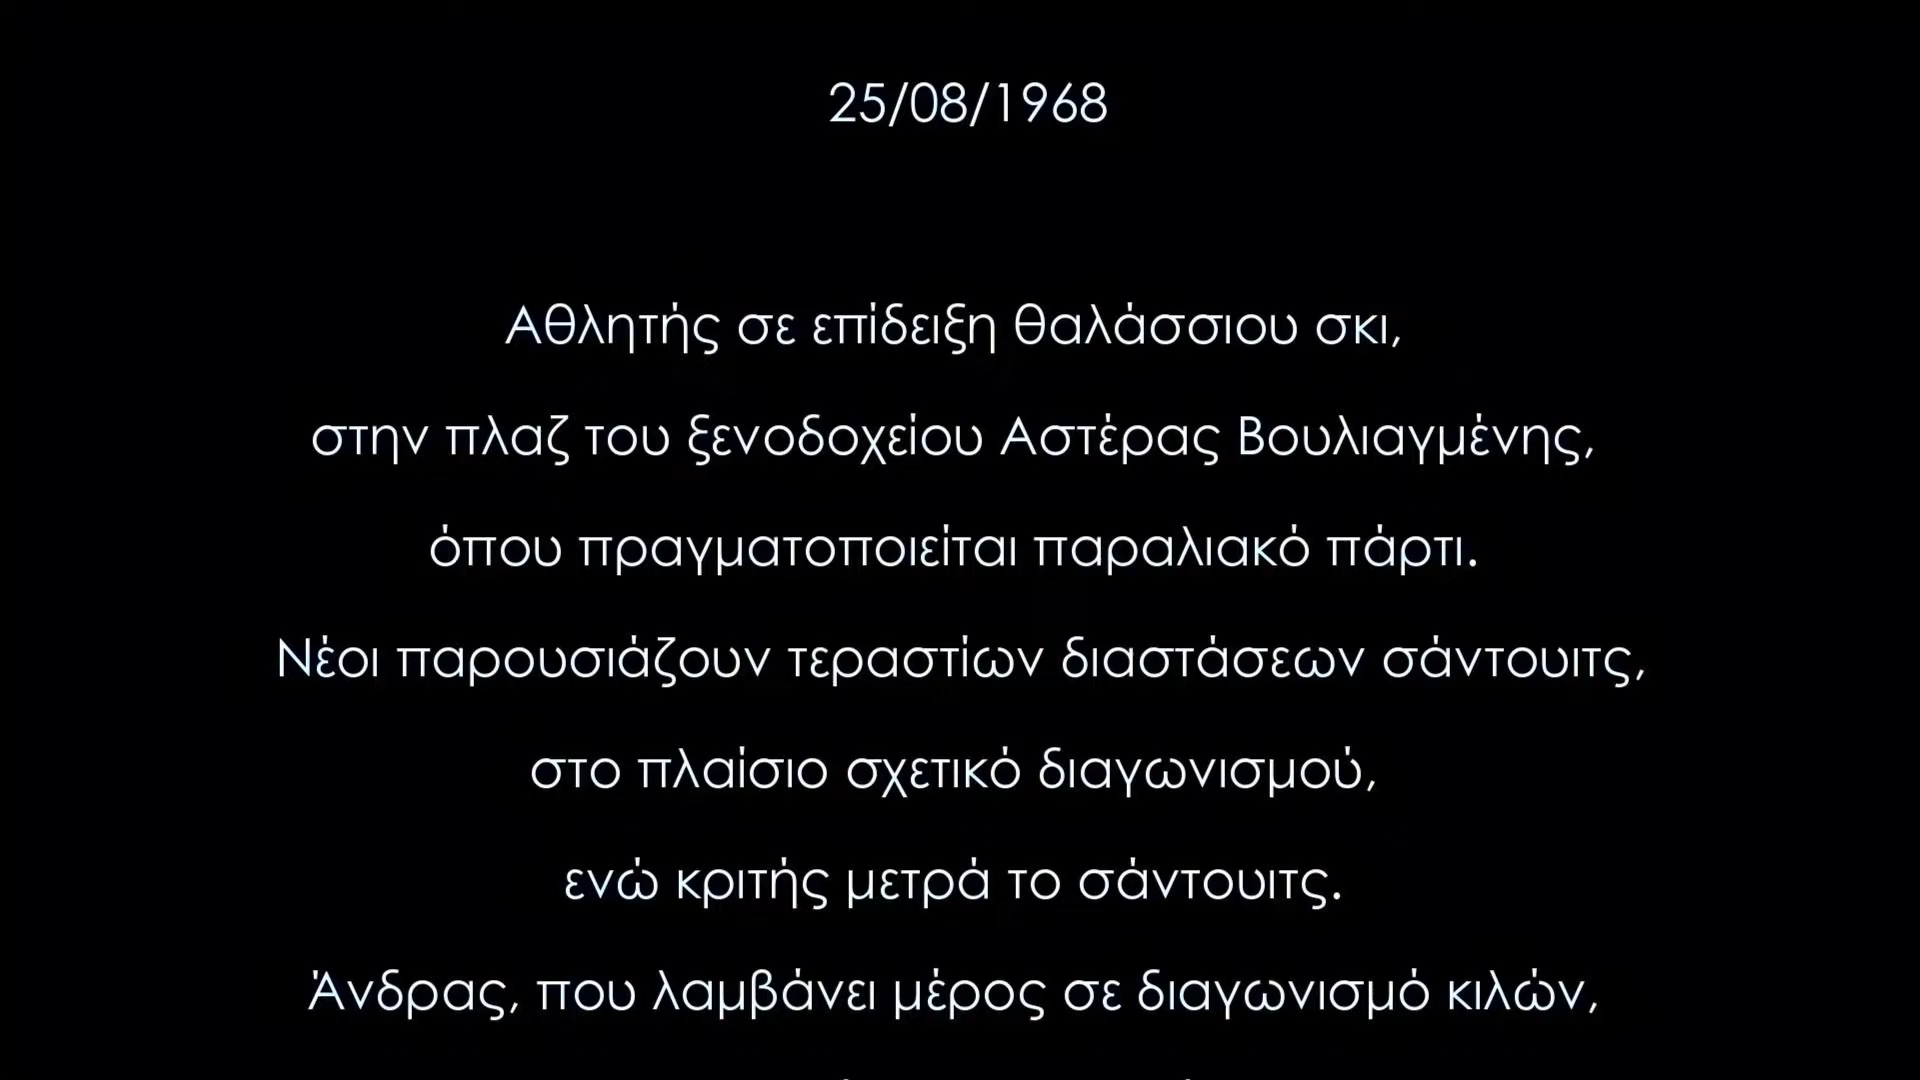 25/08/1968
Αθλητής σε επίδειξη θαλάσσιου σκι,
στην πλαζ του ξενοδοχείου Αστέρας Βουλιαγμένης,
όπου πραγματοποιείται παραλιακό πάρτι.
Νέοι παρουσιάζουν τεραστίων διαστάσεων σάντουιτς,
στο πλαίσιο σχετικό διαγωνισμού,
ενώ κριτής μετρά το σάντουιτς.
Άνδρας, που λαμβάνει μέρος σε διαγωνισμό κιλών,